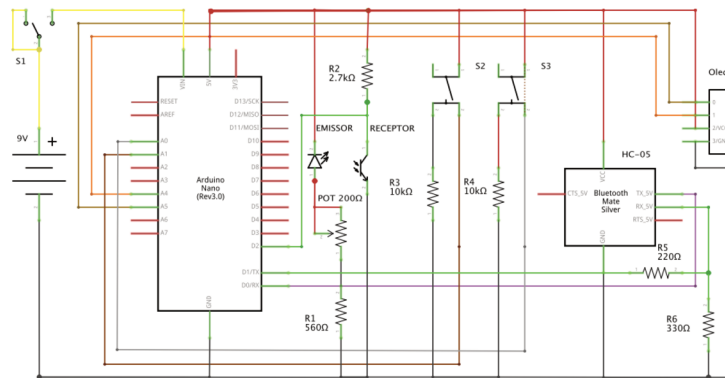 S1
9V
+
VIN
5V
3V3
RESET
AREF
A0
A1
A2
A3
A4
A5
A6
A7
Arduino
Nano
(Rev3.0)
D13/SCK
D12/MISO
D11/MOSI
D10
D9
D8
D7
D6
D5
D4
D3
D2
D1/TX
D0/RX
GND
R2
2.7kΩ
EMISSOR
RECEPTOR
POT 200Ω
R1
560Ω
S2
S3
R3
10kΩ
R4
10kΩ
HC-05
VCC
CTS_5V
Bluetooth
Mate
Silver
TX_5V
RX_5V
RTS_5V
GND
R5
220Ω
R6
330Ω
Olec